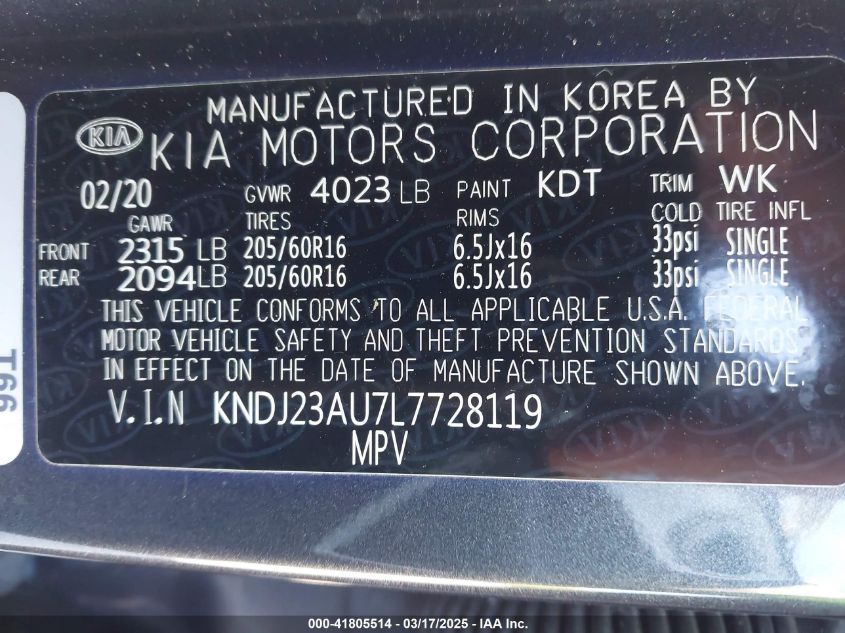 MANUFACTURED IN KOREA BY
KIA KIA MOTORS CORPORATION
02/20 GVWR 4023 LB PAINT KDT TRIM WK
GAWR TIRES RIMS COLD TIRE INFL
FRONT 2315 LB 205/60R16 6.5Jx16 33psi SINGLE
REAR 2094 LB 205/60R16 6.5Jx16 33psi SINGLE
THIS VEHICLE CONFORMS TO ALL APPLICABLE U.S.A. FEDERAL
MOTOR VEHICLE SAFETY AND THEFT PREVENTION STANDARDS
IN EFFECT ON THE DATE OF MANUFACTURE SHOWN ABOVE.
V.I.N KNDJ23AU7L7728119
MPV
T66
000-41805514 - 03/17/2025 - IAA Inc.